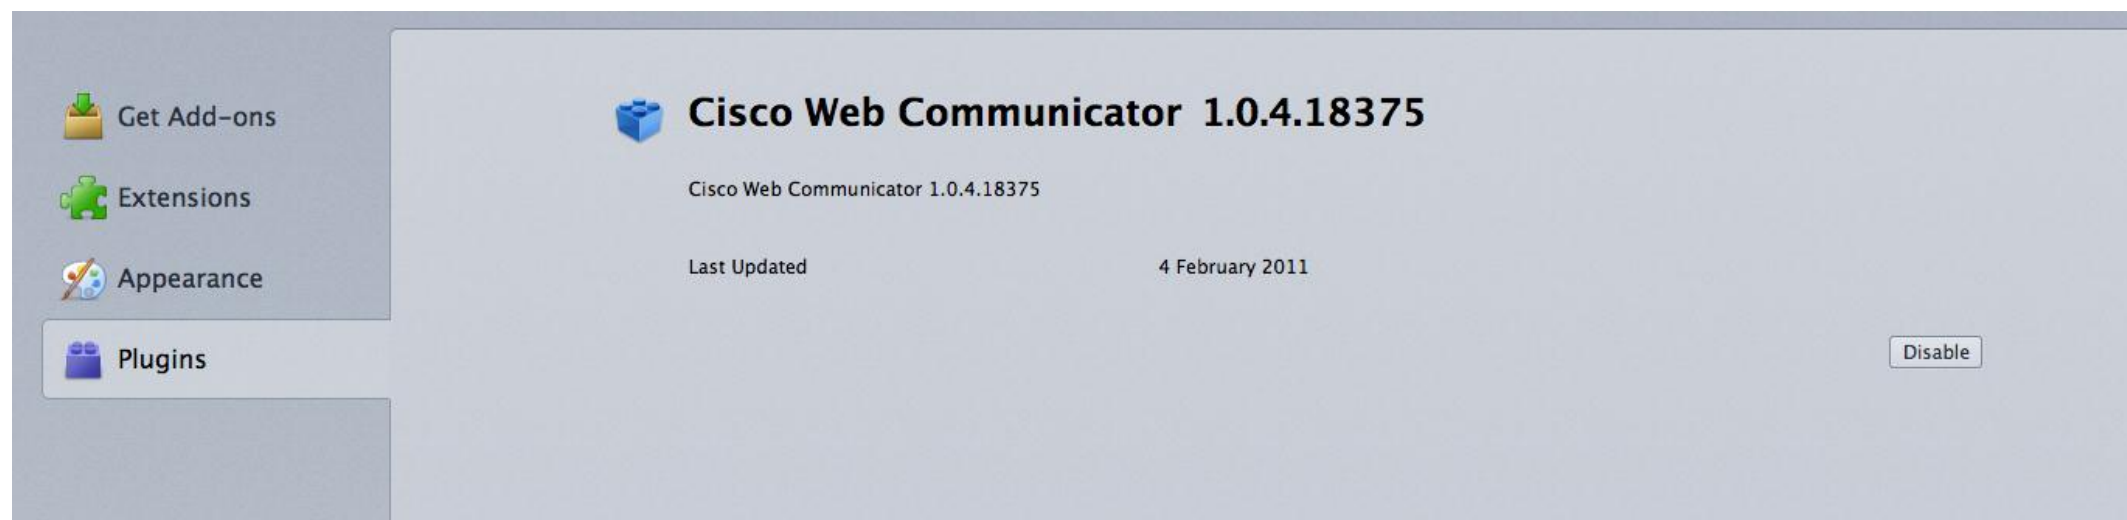 Get Add-ons
Extensions
Appearance
Plugins
Cisco Web Communicator 1.0.4.18375
Cisco Web Communicator 1.0.4.18375
Last Updated 4 February 2011
Disable